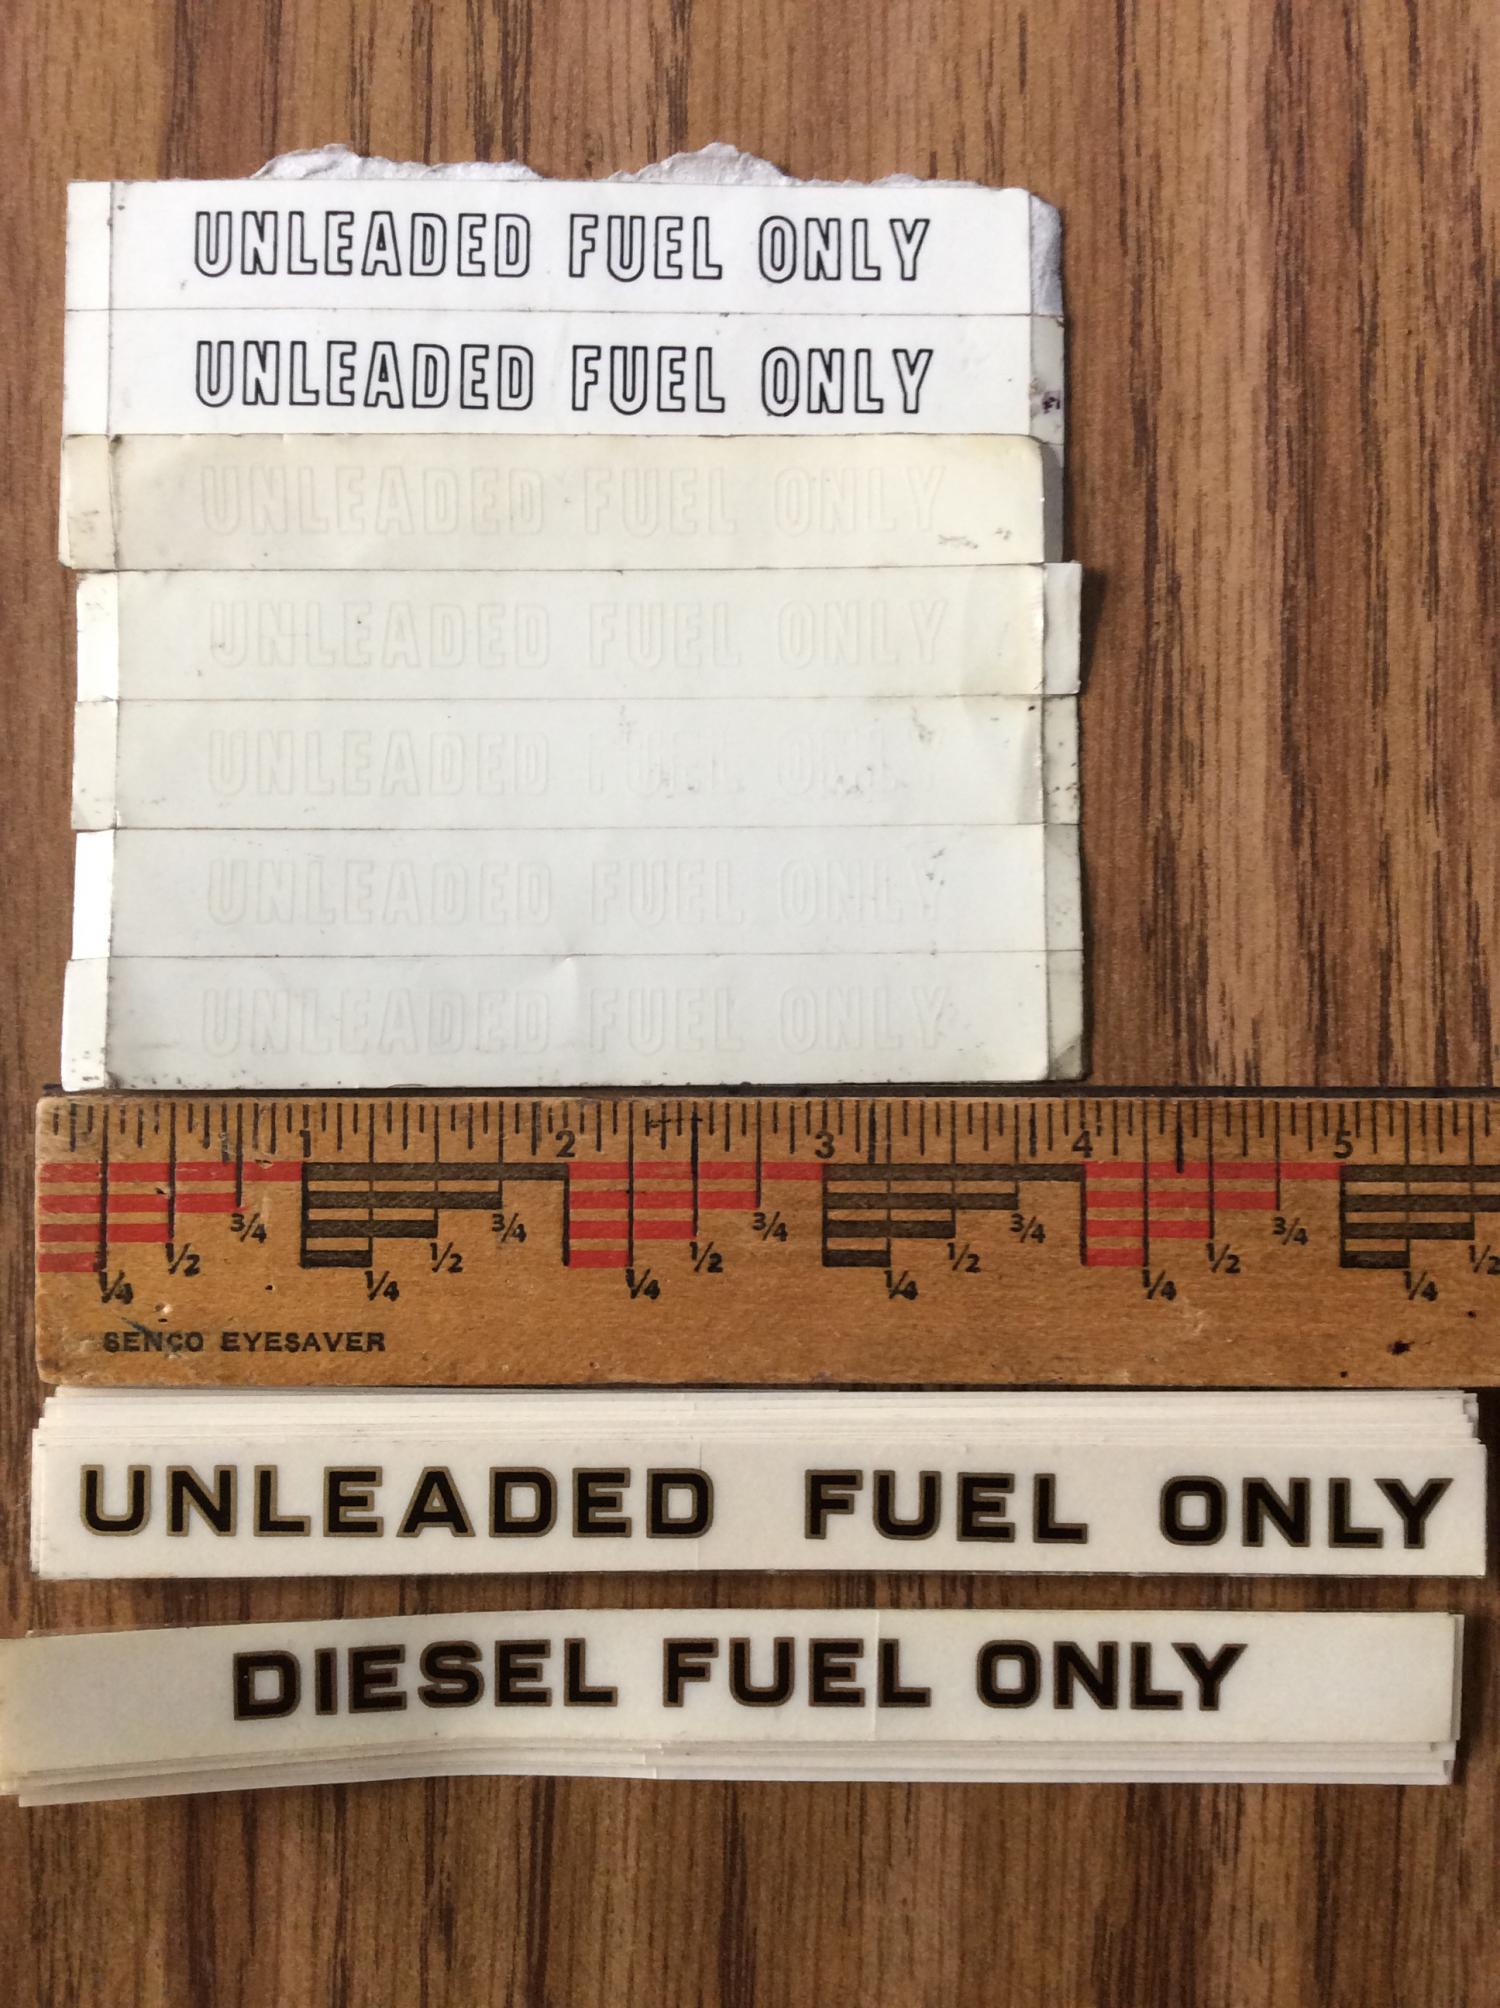 UNLEADED FUEL ONLY
UNLEADED FUEL ONLY
UNLEADED FUEL ONLY
UNLEADED FUEL ONLY
UNLEADED FUEL ONLY
UNLEADED FUEL ONLY
UNLEADED FUEL ONLY
1 2 3 4 5
3/4 3/4 3/4 3/4 3/4
1/2 1/2 1/2 1/2 1/2 1/2
1/4 1/4 1/4 1/4 1/4 1/4
SENCO EYESAVER
UNLEADED FUEL ONLY
DIESEL FUEL ONLY